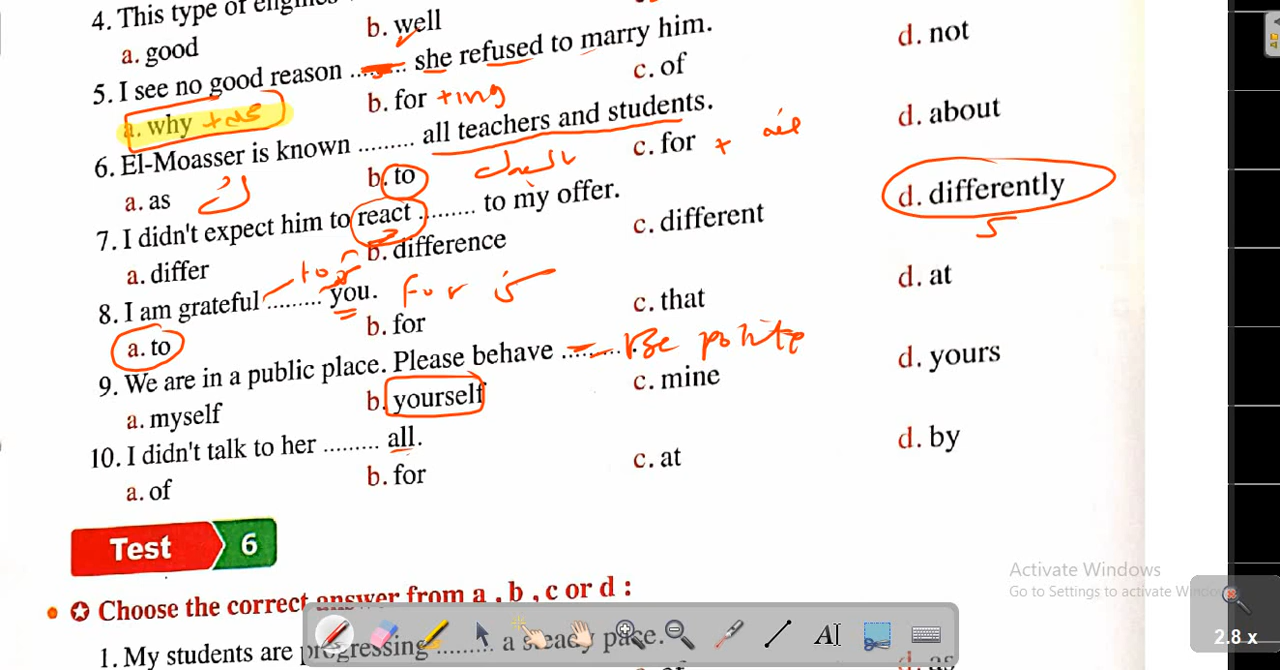 4. This type of
a. good b. well
5. I see no good reason ........ she refused to marry him.
a. why b. for +ing c. of d. not
6. El-Moasser is known ......... all teachers and students.
a. as b. to c. for + d. about
7. I didn't expect him to react ......... to my offer.
a. differ b. difference c. different d. differently
8. I am grateful ......... you. for
a. to b. for c. that d. at
9. We are in a public place. Please behave ......... . Be polite
a. myself b. yourself c. mine d. yours
10. I didn't talk to her ......... all.
a. of b. for c. at d. by
Test 6
Choose the correct answer from a , b , c or d :
1. My students are progressing ......... a steady pace.
d. as
Activate Windows
Go to Settings to activate
2.8 x